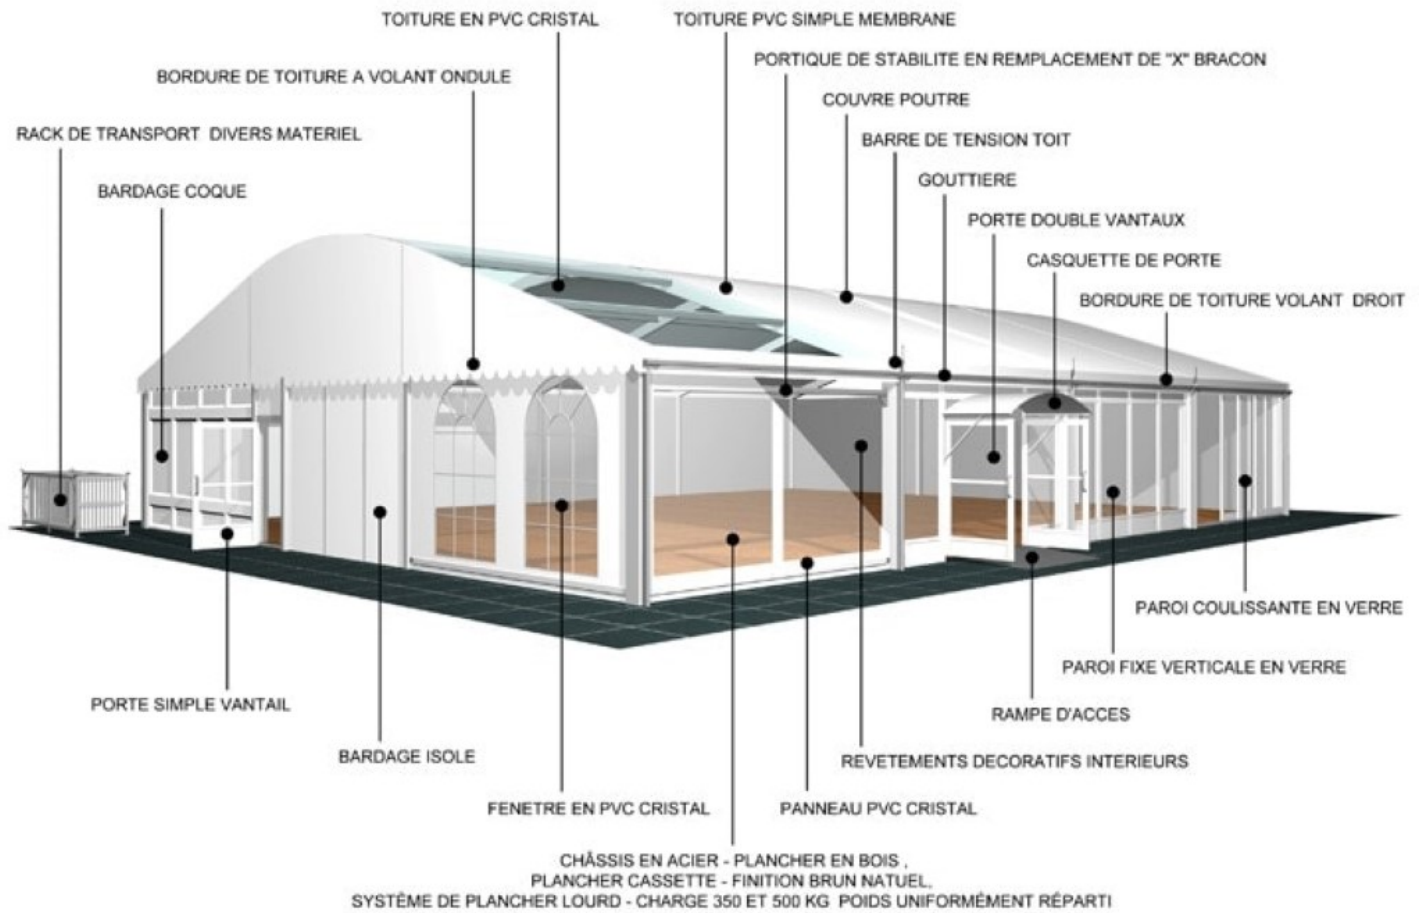 TOITURE EN PVC CRISTAL
TOITURE PVC SIMPLE MEMBRANE
PORTIQUE DE STABILITE EN REMPLACEMENT DE "X" BRACON
BORDURE DE TOITURE A VOLANT ONDULE
COUVRE POUTRE
RACK DE TRANSPORT DIVERS MATERIEL
BARRE DE TENSION TOIT
BARDAGE COQUE
GOUTTIERE
PORTE DOUBLE VANTAUX
CASQUETTE DE PORTE
BORDURE DE TOITURE VOLANT DROIT
PAROI COULISSANTE EN VERRE
PAROI FIXE VERTICALE EN VERRE
PORTE SIMPLE VANTAIL
RAMPE D'ACCES
BARDAGE ISOLE
REVETEMENTS DECORATIFS INTERIEURS
FENETRE EN PVC CRISTAL
PANNEAU PVC CRISTAL
CHÂSSIS EN ACIER - PLANCHER EN BOIS ,
PLANCHER CASSETTE - FINITION BRUN NATUEL,
SYSTÈME DE PLANCHER LOURD - CHARGE 350 ET 500 KG POIDS UNIFORMÉMENT RÉPARTI